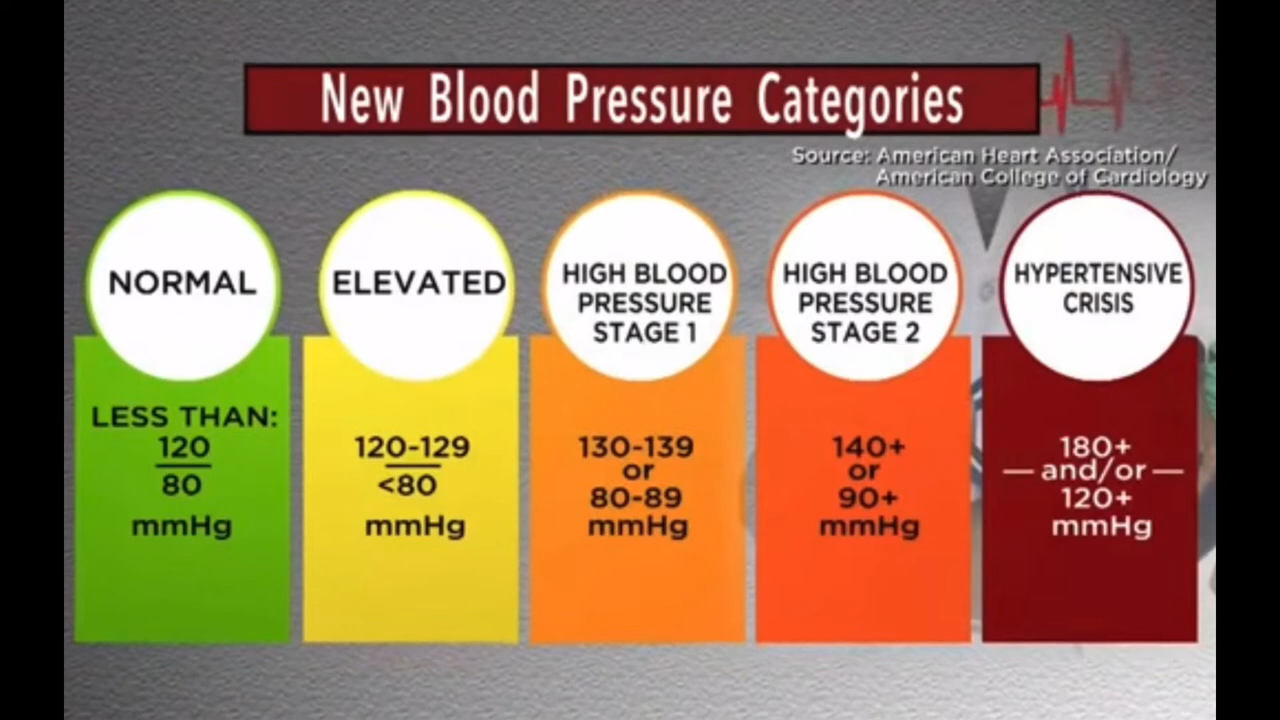 New Blood Pressure Categories
Source: American Heart Association/
American College of Cardiology
NORMAL
LESS THAN:
120
80
mmHg
ELEVATED
120-129
<80
mmHg
HIGH BLOOD
PRESSURE
STAGE 1
130-139
or
80-89
mmHg
HIGH BLOOD
PRESSURE
STAGE 2
140+
or
90+
mmHg
HYPERTENSIVE
CRISIS
180+
— and/or —
120+
mmHg